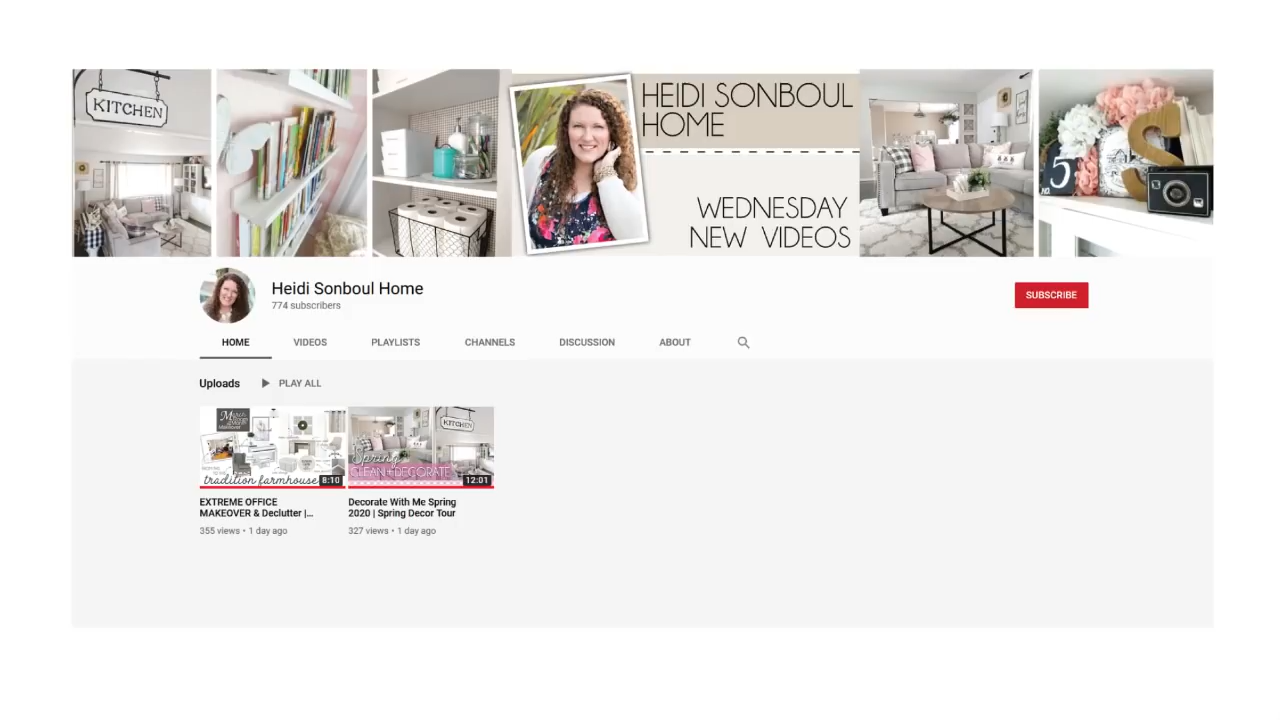 KITCHEN
HEIDI SONBOUL
HOME
WEDNESDAY
NEW VIDEOS
NO
5
S
Heidi Sonboul Home
774 subscribers
SUBSCRIBE
HOME
VIDEOS
PLAYLISTS
CHANNELS
DISCUSSION
ABOUT
Uploads
PLAY ALL
tradition farmhouse
8:10
KITCHEN
Spring
CLEAN+DECORATE
12:01
EXTREME OFFICE
MAKEOVER & Declutter |...
355 views • 1 day ago
Decorate With Me Spring
2020 | Spring Decor Tour
327 views • 1 day ago